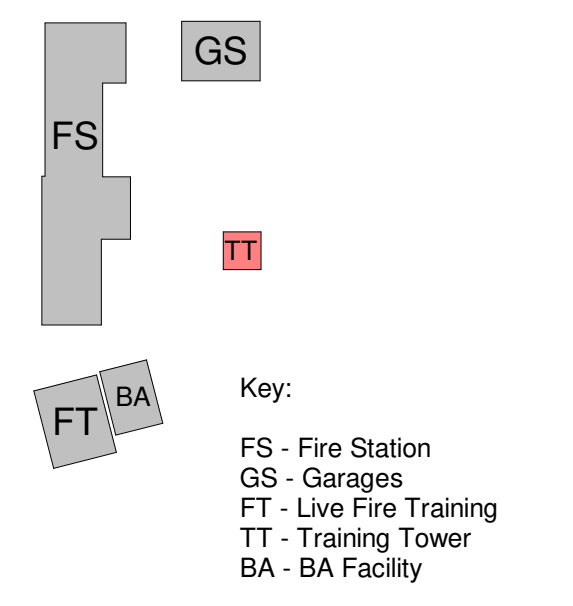 GS
FS
TT
BA
FT
Key:
FS - Fire Station
GS - Garages
FT - Live Fire Training
TT - Training Tower
BA - BA Facility